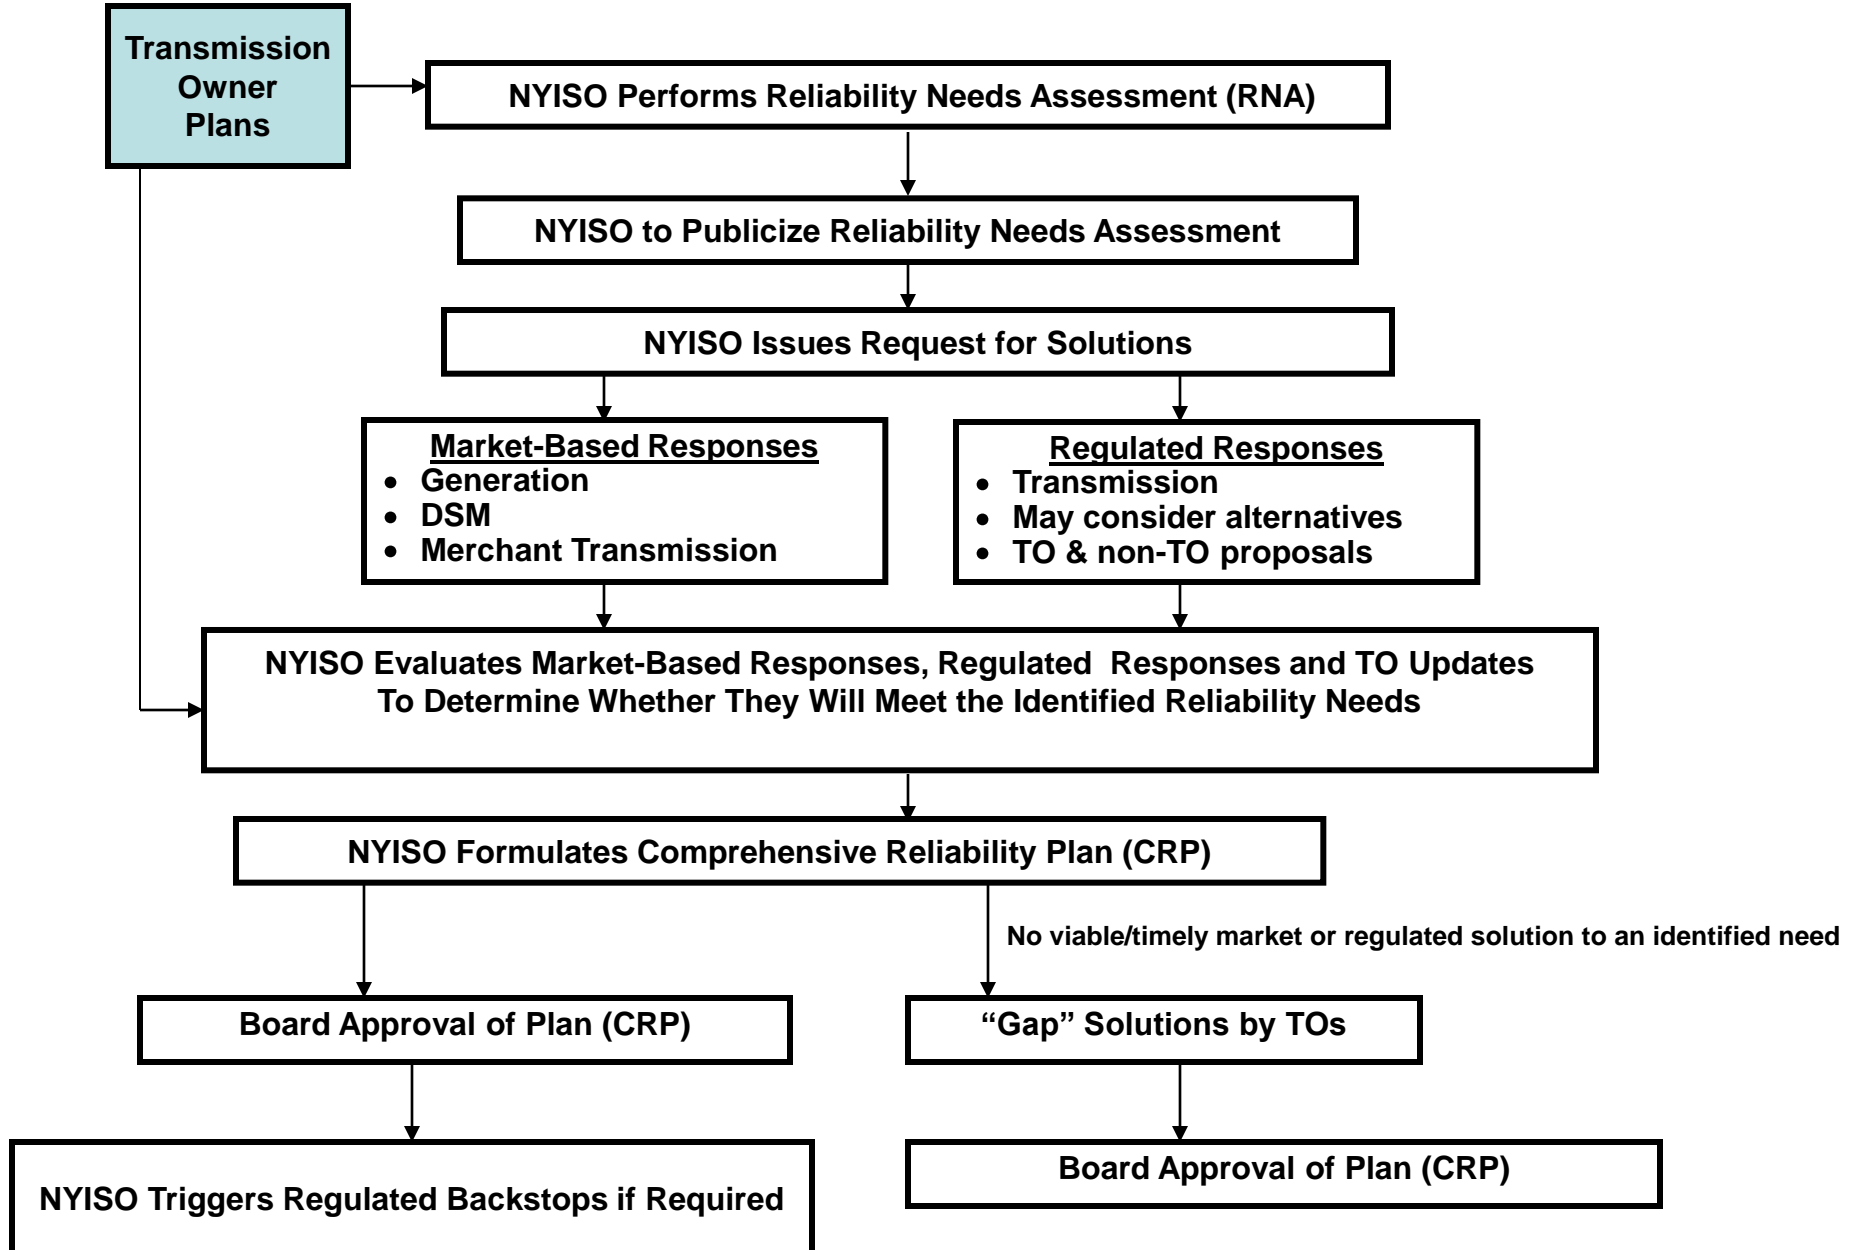 Transmission
Owner
Plans
NYISO Performs Reliability Needs Assessment (RNA)
NYISO to Publicize Reliability Needs Assessment
NYISO Issues Request for Solutions
Market-Based Responses
• Generation
• DSM
• Merchant Transmission
Regulated Responses
• Transmission
• May consider alternatives
• TO & non-TO proposals
NYISO Evaluates Market-Based Responses, Regulated  Responses and TO Updates
To Determine Whether They Will Meet the Identified Reliability Needs
NYISO Formulates Comprehensive Reliability Plan (CRP)
No viable/timely market or regulated solution to an identified need
Board Approval of Plan (CRP)
“Gap” Solutions by TOs
NYISO Triggers Regulated Backstops if Required
Board Approval of Plan (CRP)